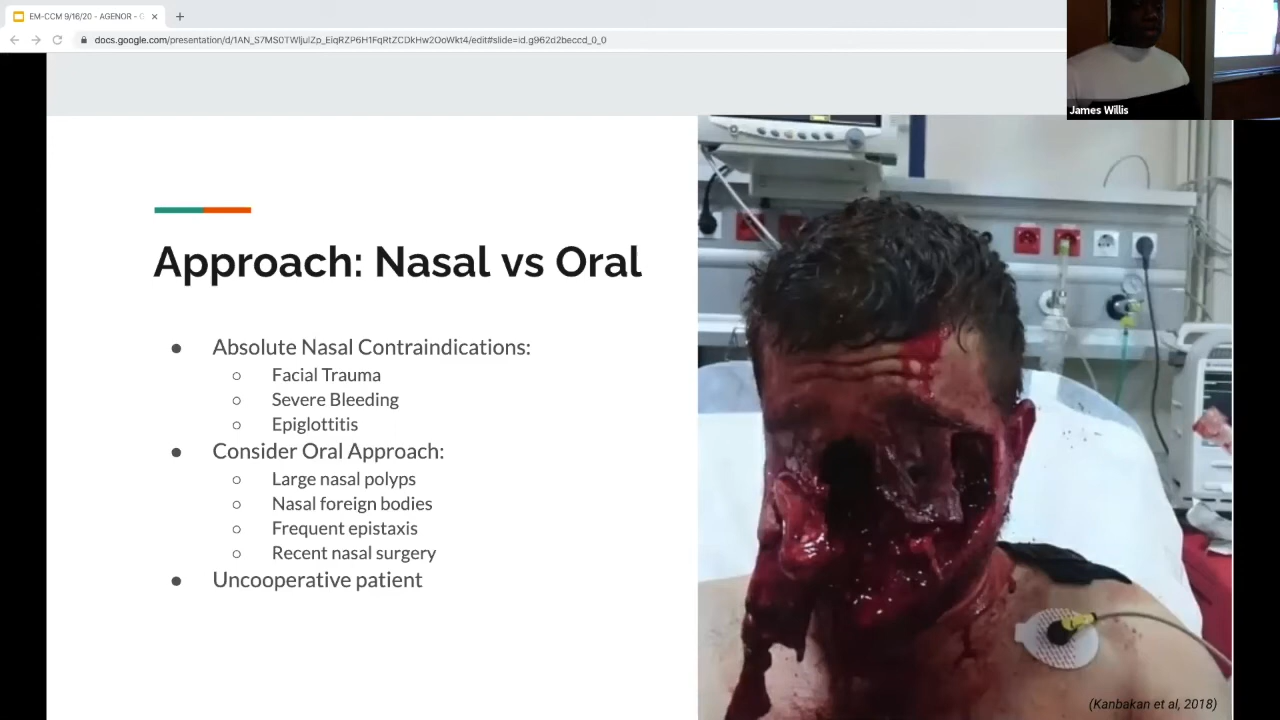 EM-CCM 9/16/20 - AGENOR - G
docs.google.com/presentation/d/1AN_S7MS0TWljulZp_EiqRZP6H1FqRtZCDkHw2OoWkt4/edit#slide=id.g962d2beccd_0_0
James Willis
Approach: Nasal vs Oral
● Absolute Nasal Contraindications:
○ Facial Trauma
○ Severe Bleeding
○ Epiglottitis
● Consider Oral Approach:
○ Large nasal polyps
○ Nasal foreign bodies
○ Frequent epistaxis
○ Recent nasal surgery
● Uncooperative patient
(Kanbakan et al, 2018)